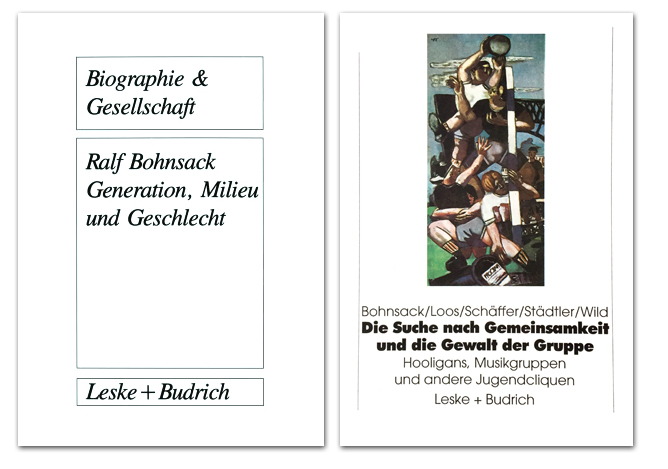 Biographie &
Gesellschaft
Ralf Bohnsack
Generation, Milieu
und Geschlecht
Leske + Budrich
Bohnsack/Loos/Schäffer/Städtler/Wild
Die Suche nach Gemeinsamkeit
und die Gewalt der Gruppe
Hooligans, Musikgruppen
und andere Jugendcliquen
Leske + Budrich